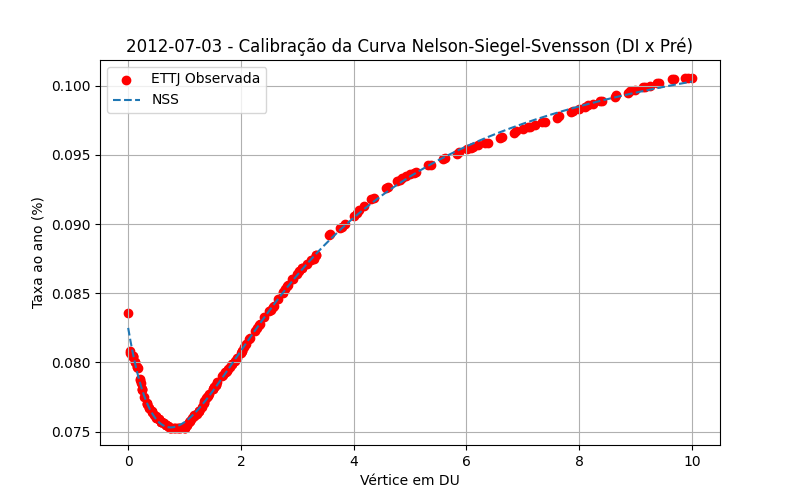 2012-07-03 - Calibração da Curva Nelson-Siegel-Svensson (DI x Pré)
ETTJ Observada
NSS
Taxa ao ano (%)
0.100
0.095
0.090
0.085
0.080
0.075
0 2 4 6 8 10
Vértice em DU